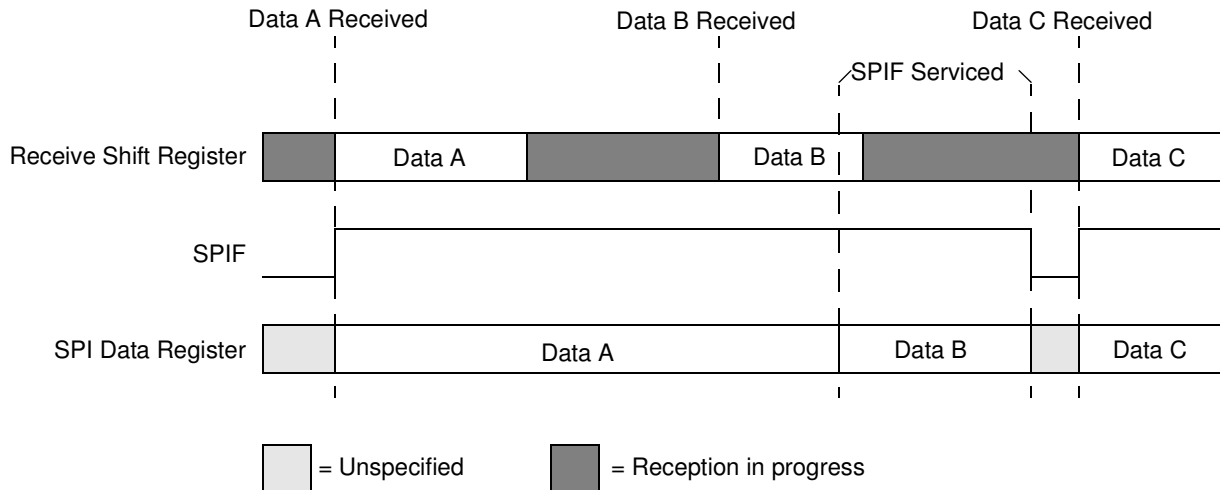 Data A Received
Data B Received
Data C Received
SPIF Serviced
Receive Shift Register
Data A
Data B
Data C
SPIF
SPI Data Register
Data A
Data B
Data C
= Unspecified
= Reception in progress